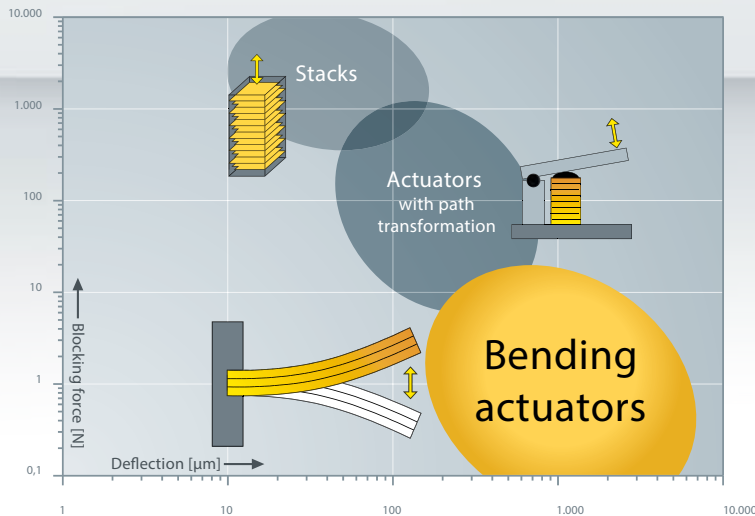 10.000
Stacks
1.000
Actuators
with path
transformation
100
10
Blocking force [N]
Bending
actuators
1
Deflection [µm]
0,1
1
10
100
1.000
10.000